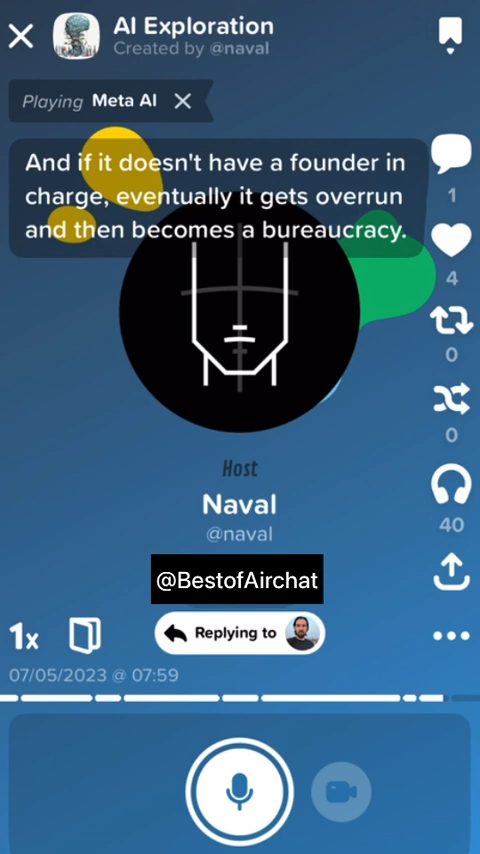 AI Exploration
Created by @naval
Playing Meta AI
And if it doesn't have a founder in
charge, eventually it gets overrun
and then becomes a bureaucracy.
1
4
0
0
40
Host
Naval
@naval
@BestofAirchat
1x
Replying to
07/05/2023 @ 07:59